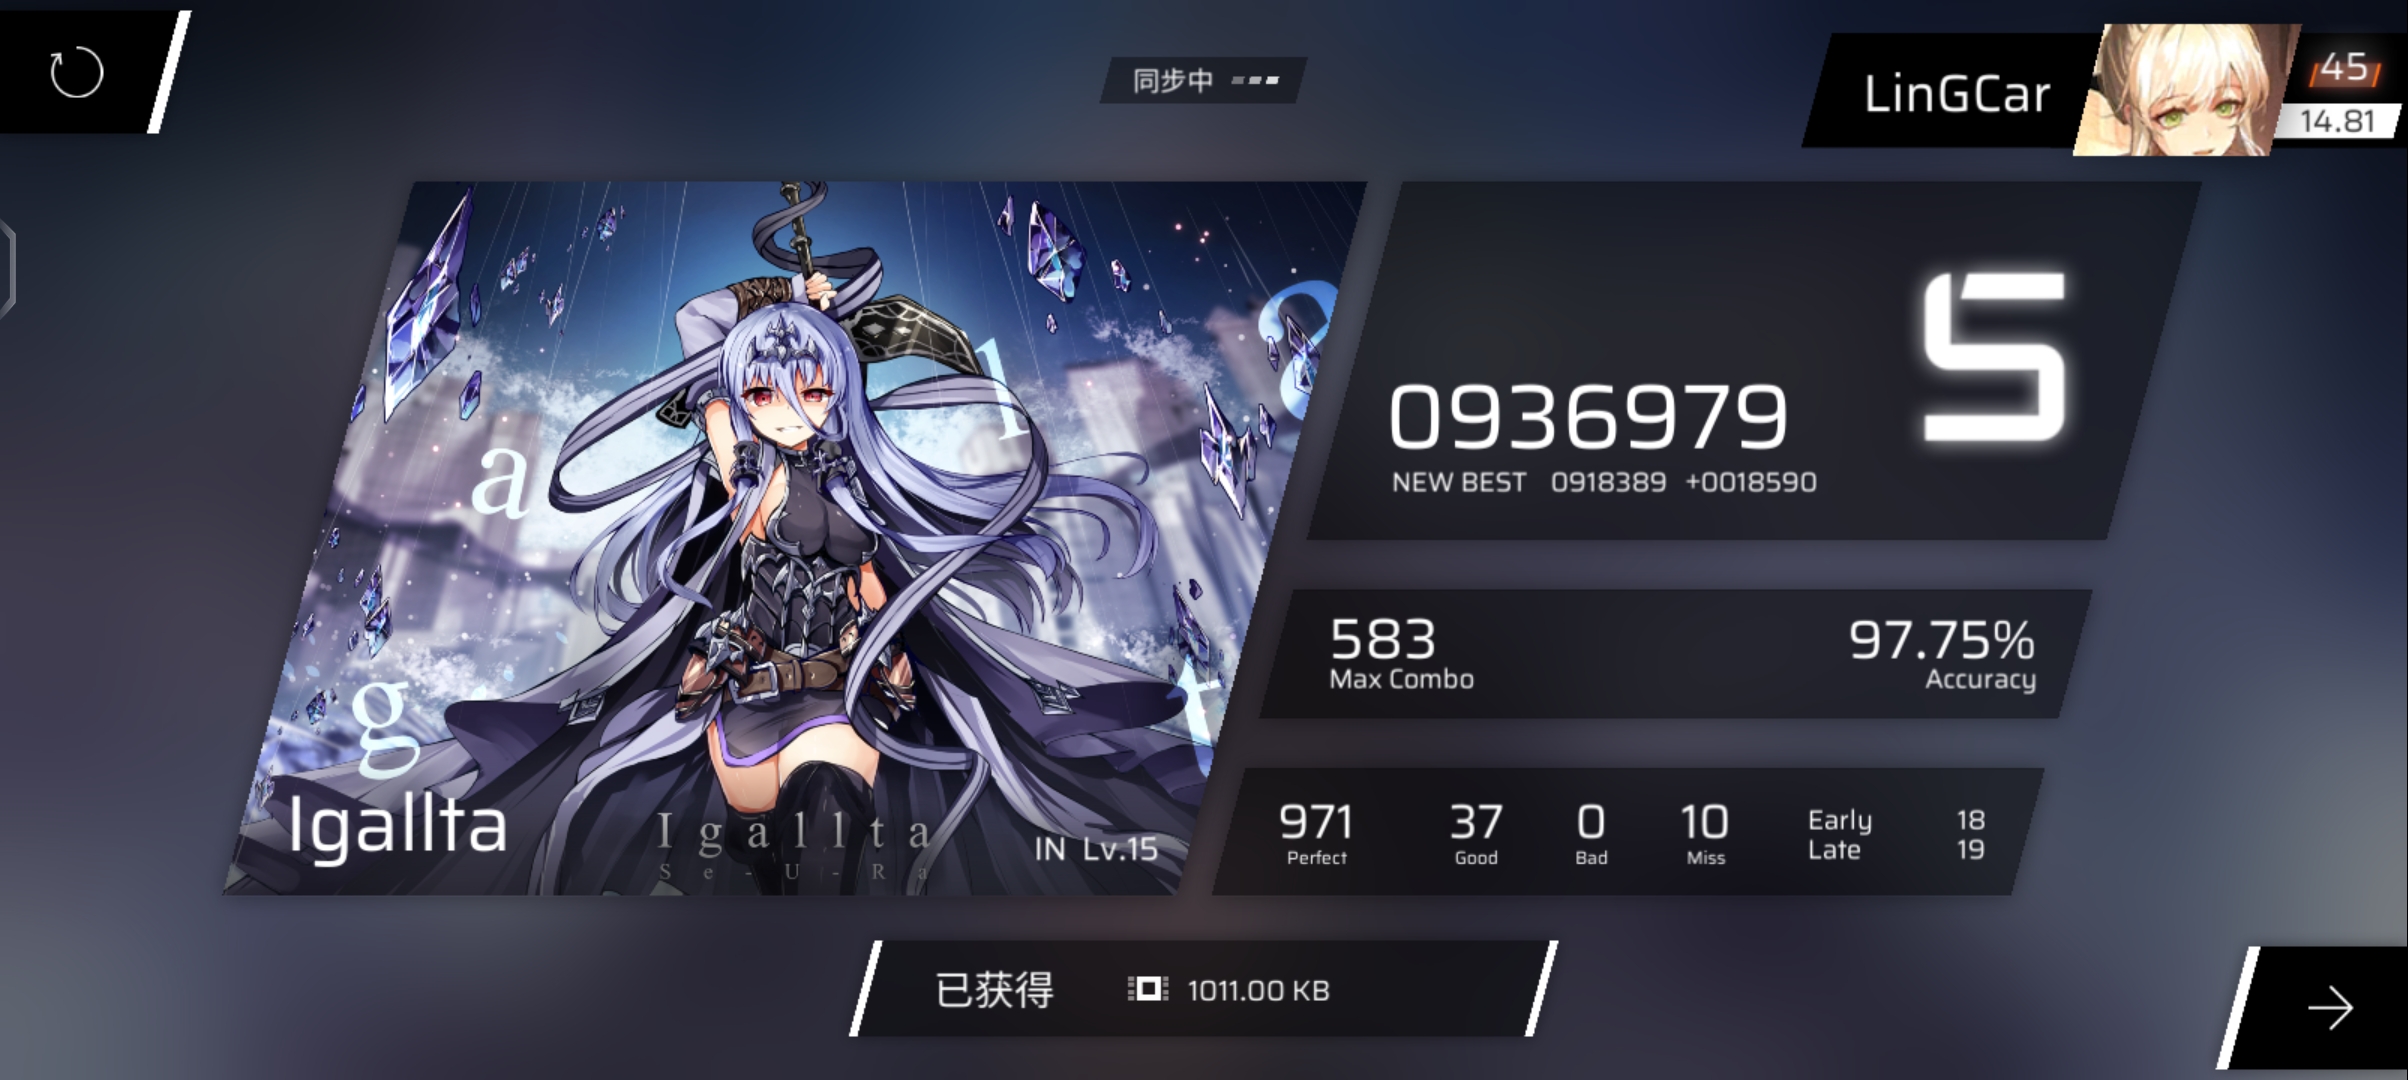 同步中
LinGCar
45
14.81
a
l
g
t
Igallta
Igallta
Se-U-Ra
IN Lv.15
S
0936979
NEW BEST 0918389 +0018590
583
Max Combo
97.75%
Accuracy
971 37 0 10
Perfect Good Bad Miss
Early 18
Late 19
已获得 1011.00 KB